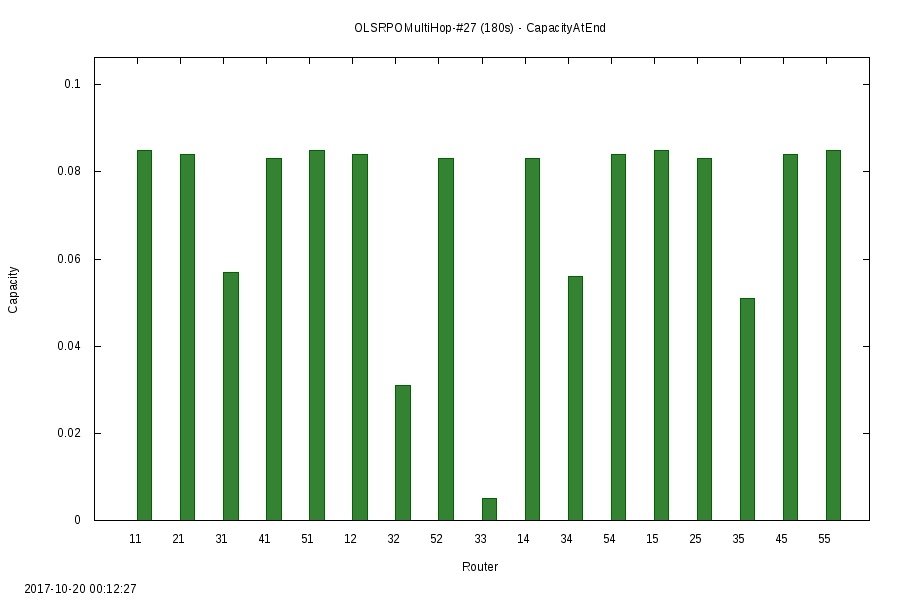 OLSRPOMultiHop-#27 (180s) - CapacityAtEnd
0.1
0.08
0.06
0.04
0.02
0
Capacity
11 21 31 41 51 12 32 52 33 14 34 54 15 25 35 45 55
Router
2017-10-20 00:12:27